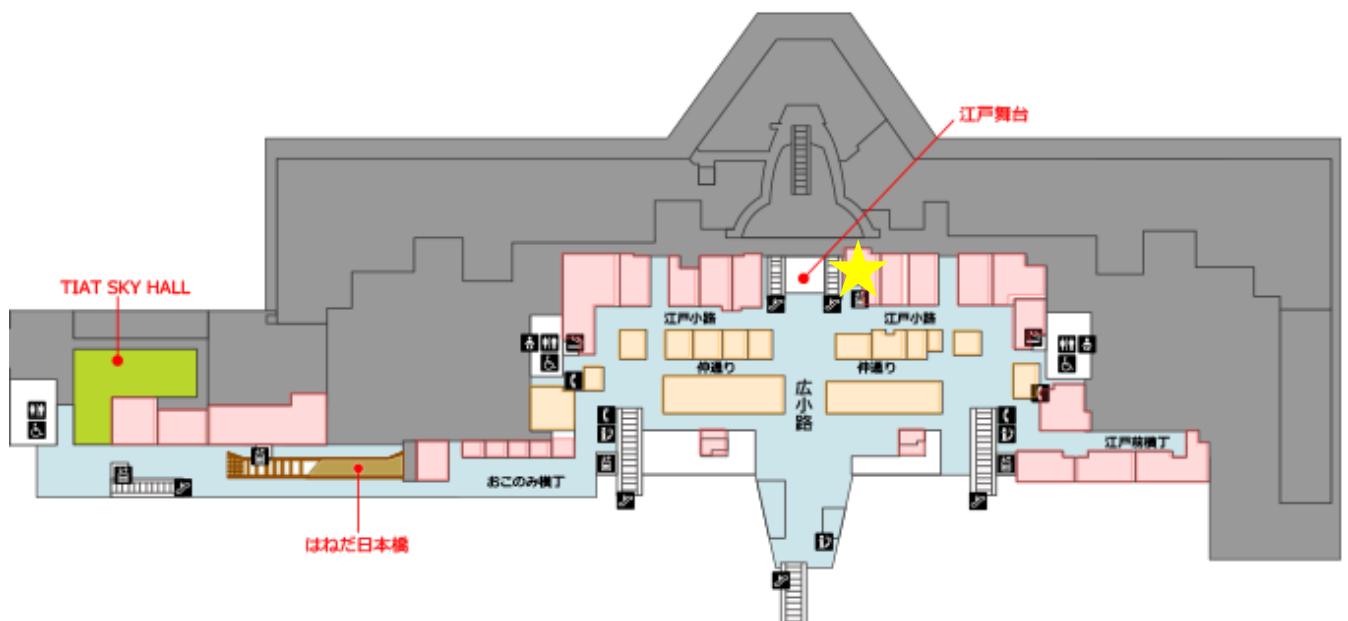 江戸舞台
TIAT SKY HALL
江戸小路
江戸小路
仲通り
仲通り
広小路
江戸前横丁
おこのみ横丁
はねだ日本橋